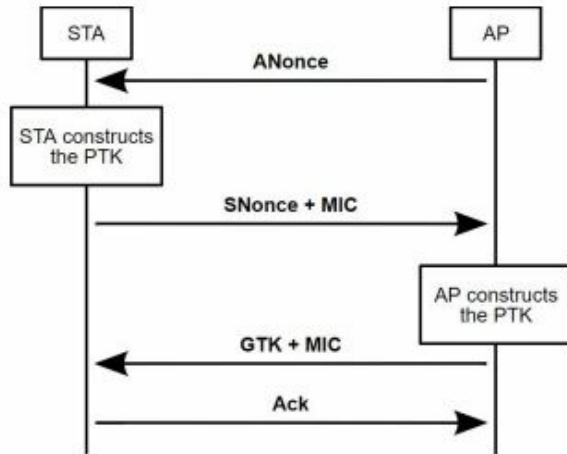 STA
AP
ANonce
STA constructs
the PTK
SNonce + MIC
AP constructs
the PTK
GTK + MIC
Ack